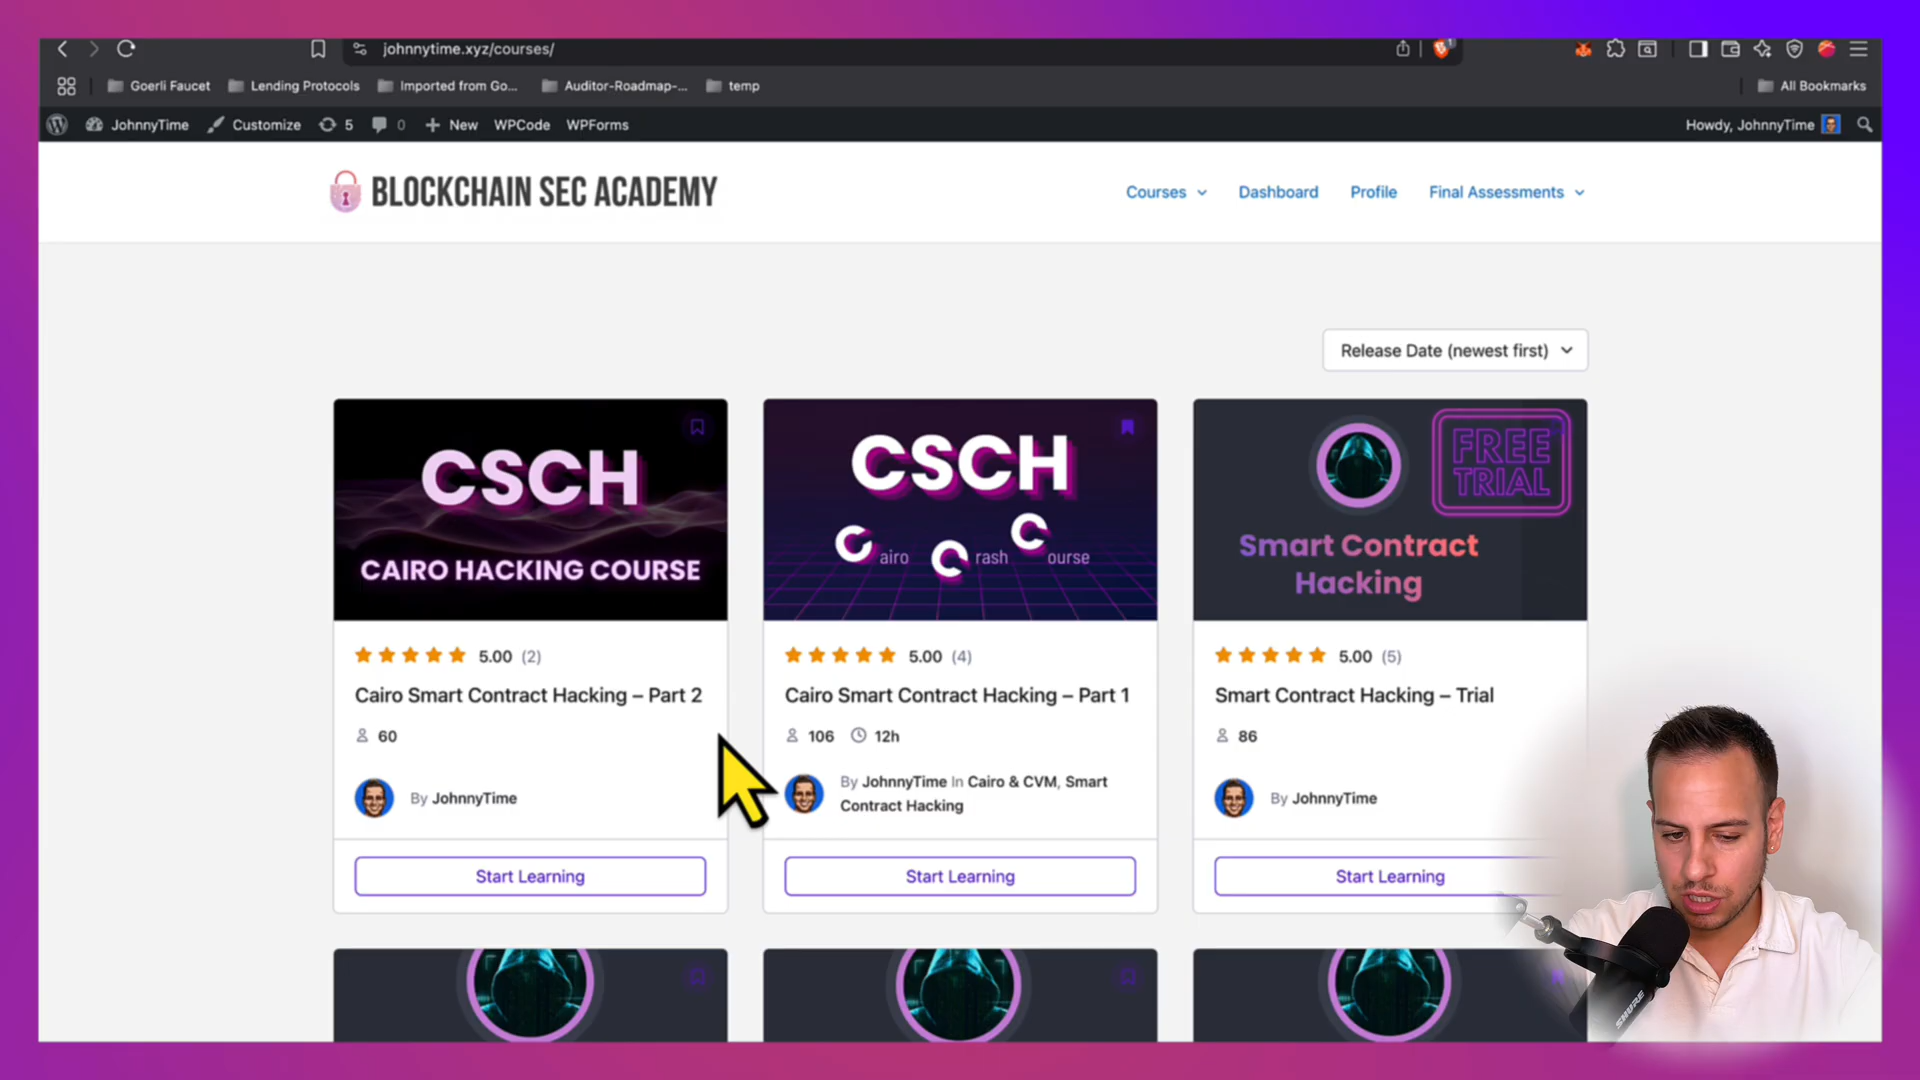 johnnytime.xyz/courses/
Goerli Faucet
Lending Protocols
Imported from Go...
Auditor-Roadmap-...
temp
All Bookmarks
JohnnyTime
Customize
5
0
New
WPCode
WPForms
Howdy, JohnnyTime
BLOCKCHAIN SEC ACADEMY
Courses
Dashboard
Profile
Final Assessments
Release Date (newest first)
CSCH
CAIRO HACKING COURSE
5.00 (2)
Cairo Smart Contract Hacking – Part 2
60
By JohnnyTime
Start Learning
CSCH
Cairo Crash Course
5.00 (4)
Cairo Smart Contract Hacking – Part 1
106 12h
By JohnnyTime In Cairo & CVM, Smart
Contract Hacking
Start Learning
FREE
TRIAL
Smart Contract
Hacking
5.00 (5)
Smart Contract Hacking – Trial
86
By JohnnyTime
Start Learning
SHURE